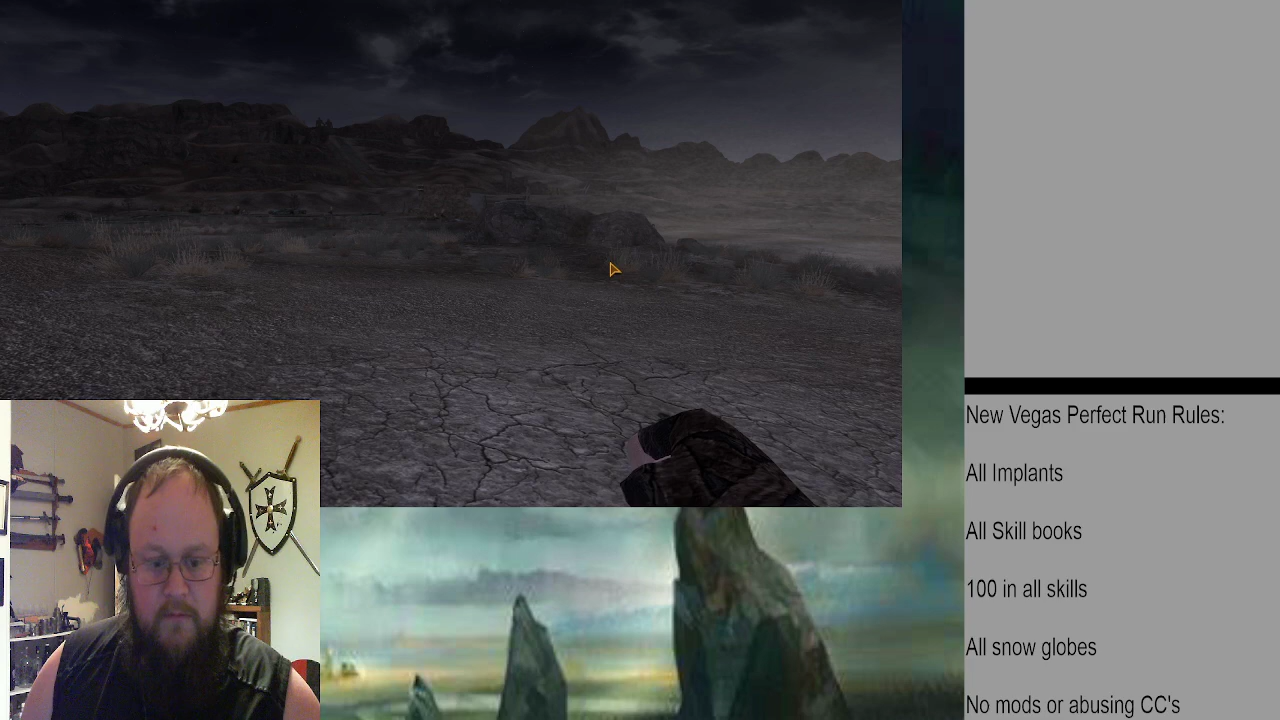 New Vegas Perfect Run Rules:
All Implants
All Skill books
100 in all skills
All snow globes
No mods or abusing CC's